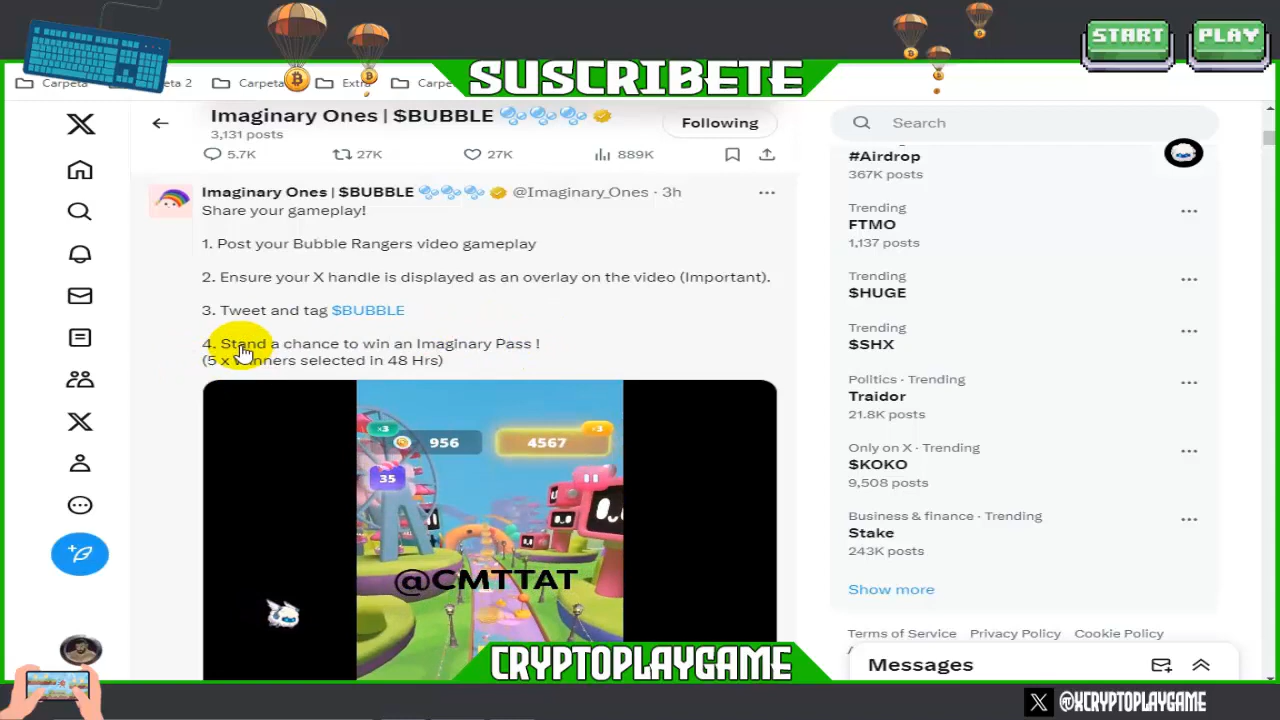 START
PLAY
SUSCRIBETE
Carpeta
2
Carpeta
Extra
Carpe
Imaginary Ones | $BUBBLE
3,131 posts
Following
Search
5.7K
27K
27K
889K
#Airdrop
367K posts
Imaginary Ones | $BUBBLE @Imaginary_Ones · 3h
Share your gameplay!
1. Post your Bubble Rangers video gameplay
2. Ensure your X handle is displayed as an overlay on the video (Important).
3. Tweet and tag $BUBBLE
4. Stand a chance to win an Imaginary Pass !
(5 x winners selected in 48 Hrs)
x3
956
4567
x3
35
@CMTTAT
Trending
FTMO
1,137 posts
Trending
$HUGE
Trending
$SHX
Politics · Trending
Traidor
21.8K posts
Only on X · Trending
$KOKO
9,508 posts
Business & finance · Trending
Stake
243K posts
Show more
Terms of Service Privacy Policy Cookie Policy
Messages
CRYPTOPLAYGAME
@XCRYPTOPLAYGAME